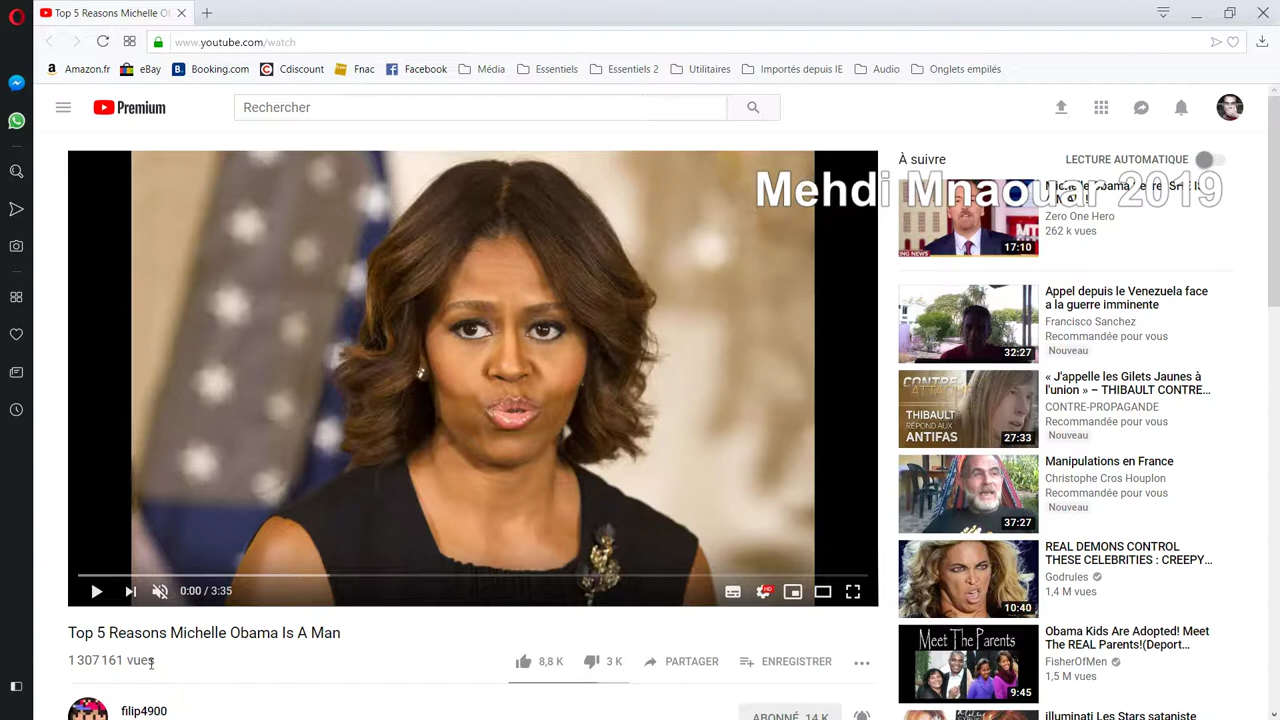 Top 5 Reasons Michelle O
www.youtube.com/watch
Amazon.fr
eBay
Booking.com
Cdiscount
Fnac
Facebook
Média
Essentiels
Essentiels 2
Utilitaires
Importés depuis IE
Audio
Onglets empilés
Premium
Rechercher
À suivre
LECTURE AUTOMATIQUE
Mehdi Mnaouar 2019
Zero One Hero
262 k vues
17:10
Appel depuis le Venezuela face
a la guerre imminente
Francisco Sanchez
Recommandée pour vous
Nouveau
32:27
« J'appelle les Gilets Jaunes à
l'union » – THIBAULT CONTRE...
CONTRE-PROPAGANDE
Recommandée pour vous
Nouveau
THIBAULT
RÉPOND AUX
ANTIFAS
27:33
Manipulations en France
Christophe Cros Houplon
Recommandée pour vous
Nouveau
37:27
REAL DEMONS CONTROL
THESE CELEBRITIES : CREEPY...
Godrules
1,4 M vues
10:40
Obama Kids Are Adopted! Meet
The REAL Parents!(Deport...
FisherOfMen
1,5 M vues
MEET THE PARENTS
9:45
illuminati Les Stars sataniste
0:00 / 3:35
HD
Top 5 Reasons Michelle Obama Is A Man
1 307 161 vues
8,8 K
3 K
PARTAGER
ENREGISTRER
filip4900
ABONNÉ 14 K